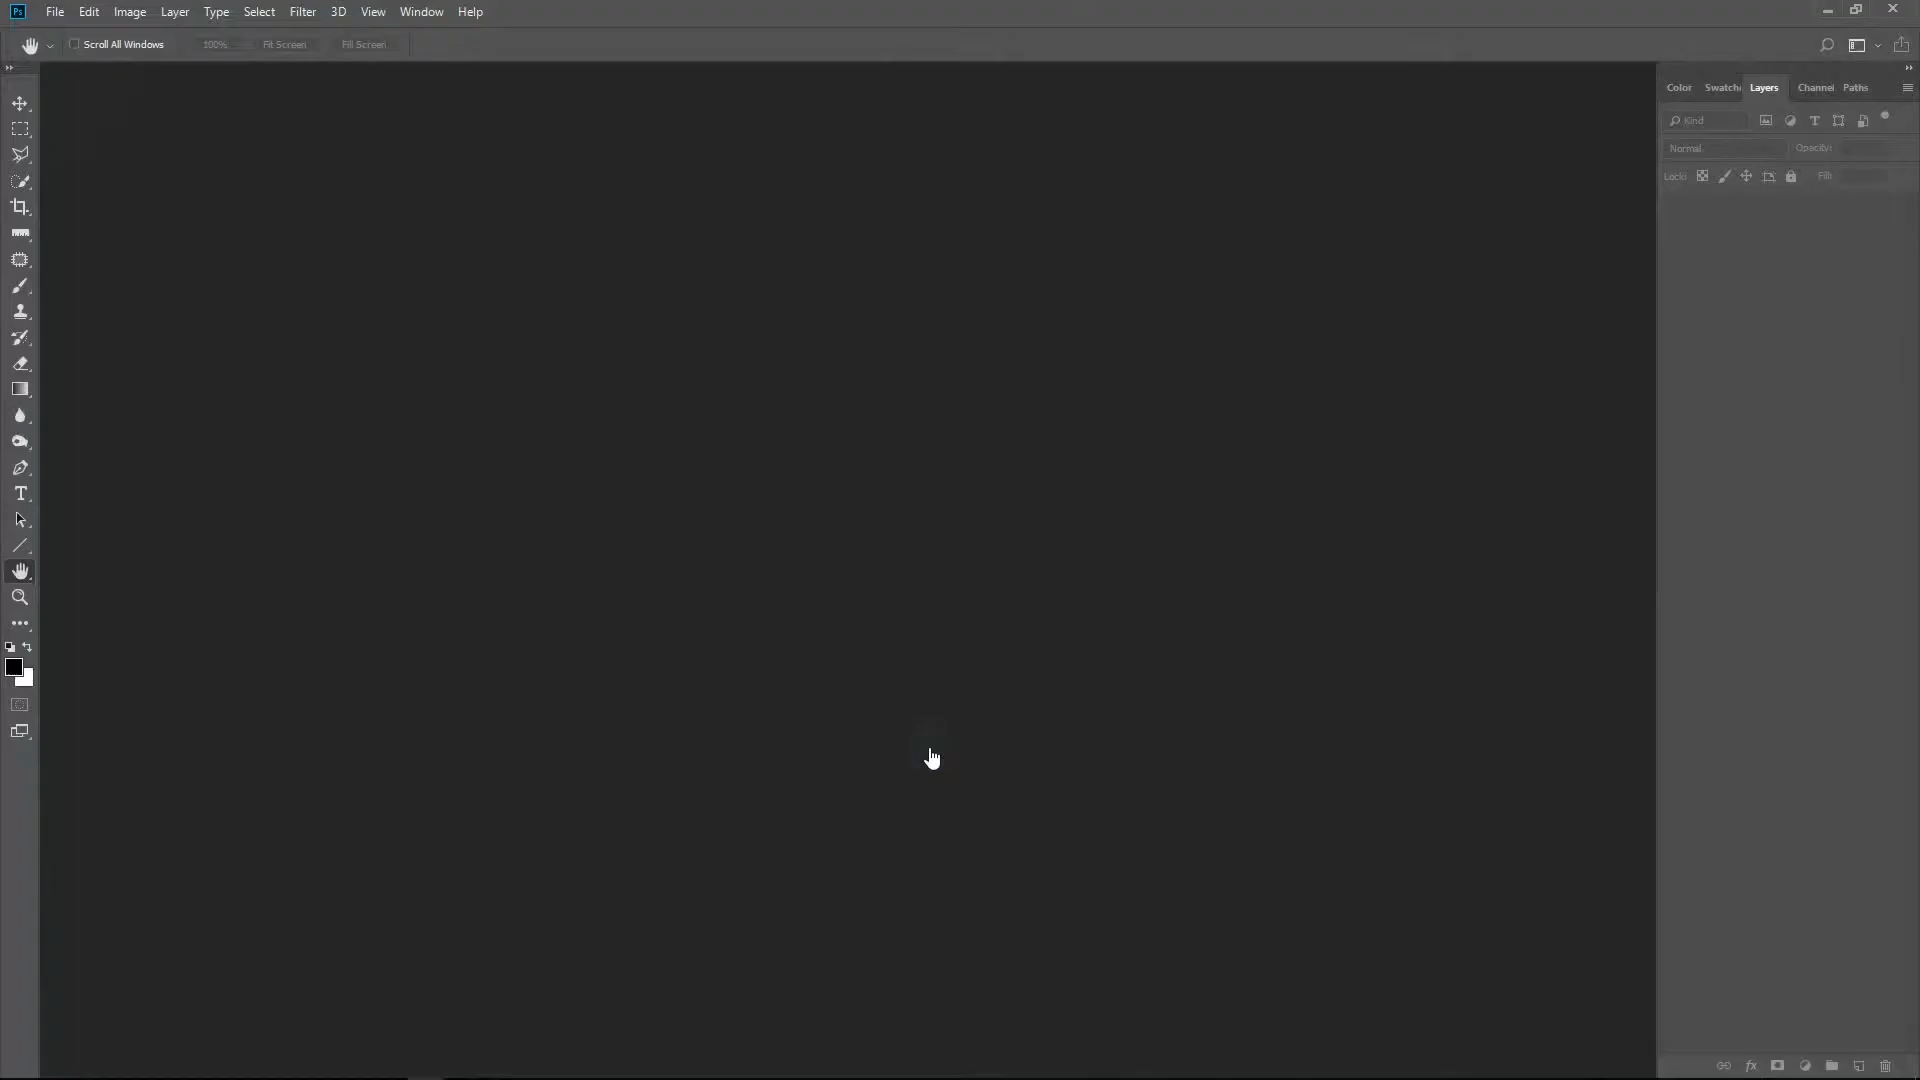 Ps File Edit Image Layer Type Select Filter 3D View Window Help
Scroll All Windows 100% Fit Screen Fill Screen
Color Swatch Layers Channel Paths
Kind
Normal Opacity:
Lock: Fill:
fx